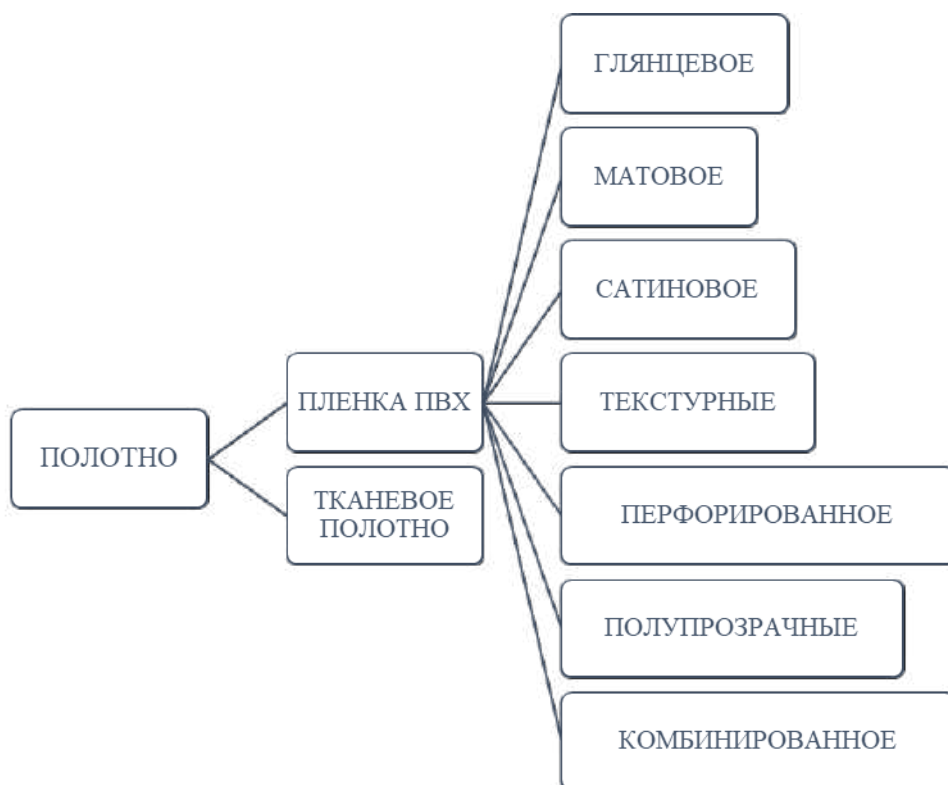 ПОЛОТНО
ПЛЕНКА ПВХ
ТКАНЕВОЕ
ПОЛОТНО
ГЛЯНЦЕВОЕ
МАТОВОЕ
САТИНОВОЕ
ТЕКСТУРНЫЕ
ПЕРФОРИРОВАННОЕ
ПОЛУПРОЗРАЧНЫЕ
КОМБИНИРОВАННОЕ